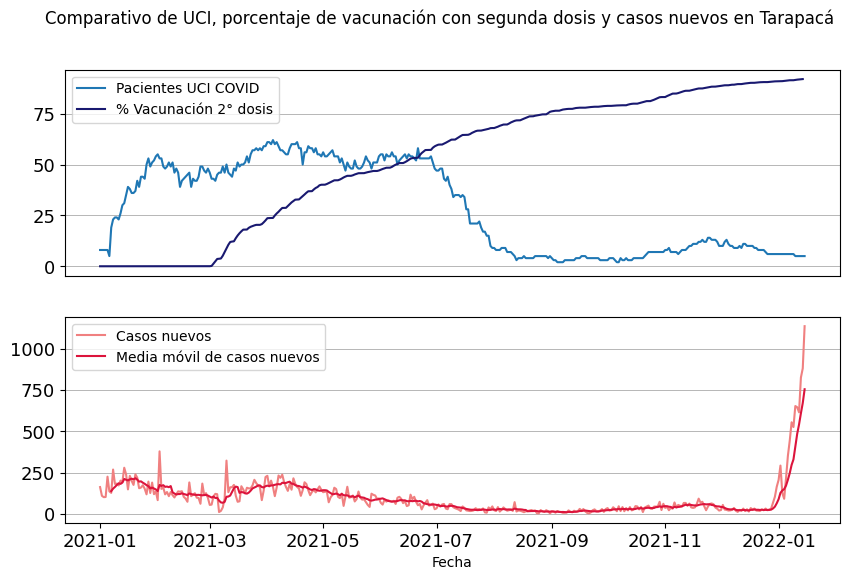 Comparativo de UCI, porcentaje de vacunación con segunda dosis y casos nuevos en Tarapacá
Pacientes UCI COVID
% Vacunación 2° dosis
75
50
25
0
Casos nuevos
Media móvil de casos nuevos
1000
750
500
250
0
2021-01 2021-03 2021-05 2021-07 2021-09 2021-11 2022-01
Fecha